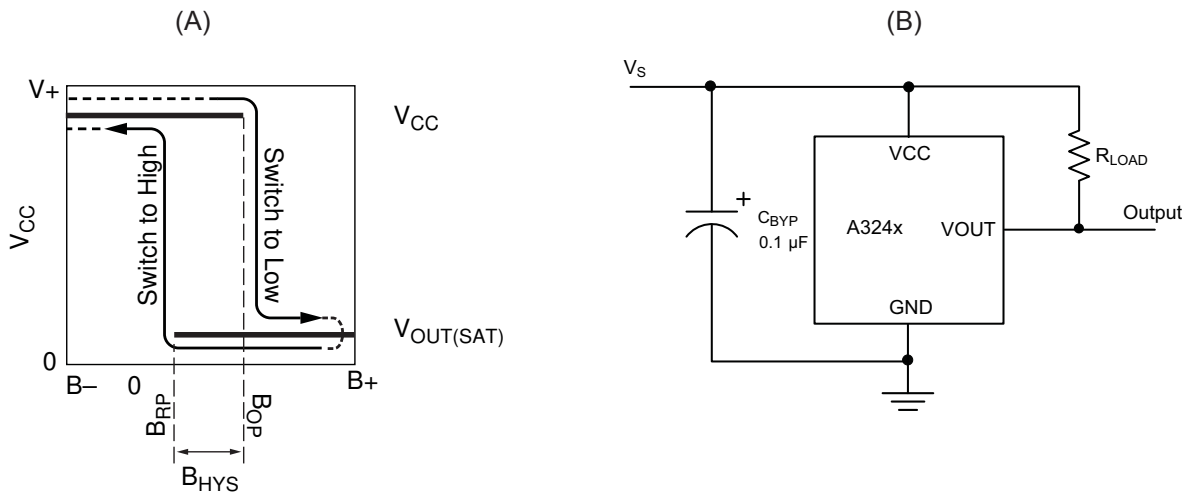 (A)
V+
VCC
Switch to High
Switch to Low
VCC
VOUT(SAT)
0
B–
0
B+
BRP
BOP
BHYS
(B)
VS
VCC
RLOAD
+
CBYP
0.1 µF
A324x
VOUT
Output
GND